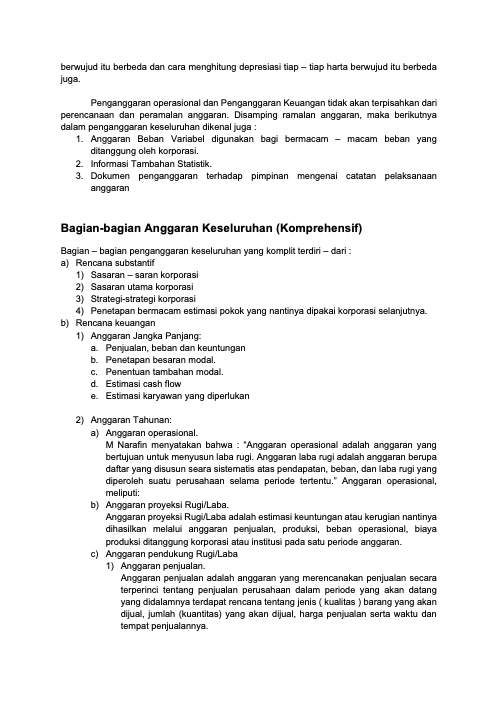 berwujud itu berbeda dan cara menghitung depresiasi tiap – tiap harta berwujud itu berbeda
juga.
Penganggaran operasional dan Penganggaran Keuangan tidak akan terpisahkan dari
perencanaan dan peramalan anggaran. Disamping ramalan anggaran, maka berikutnya
dalam penganggaran keseluruhan dikenal juga :
1. Anggaran Beban Variabel digunakan bagi bermacam – macam beban yang
ditanggung oleh korporasi.
2. Informasi Tambahan Statistik.
3. Dokumen penganggaran terhadap pimpinan mengenai catatan pelaksanaan
anggaran
Bagian-bagian Anggaran Keseluruhan (Komprehensif)
Bagian – bagian penganggaran keseluruhan yang komplit terdiri – dari :
a) Rencana substantif
1) Sasaran – saran korporasi
2) Sasaran utama korporasi
3) Strategi-strategi korporasi
4) Penetapan bermacam estimasi pokok yang nantinya dipakai korporasi selanjutnya.
b) Rencana keuangan
1) Anggaran Jangka Panjang:
a. Penjualan, beban dan keuntungan
b. Penetapan besaran modal.
c. Penentuan tambahan modal.
d. Estimasi cash flow
e. Estimasi karyawan yang diperlukan
2) Anggaran Tahunan:
a) Anggaran operasional.
M Narafin menyatakan bahwa : “Anggaran operasional adalah anggaran yang
bertujuan untuk menyusun laba rugi. Anggaran laba rugi adalah anggaran berupa
daftar yang disusun seara sistematis atas pendapatan, beban, dan laba rugi yang
diperoleh suatu perusahaan selama periode tertentu.” Anggaran operasional,
meliputi:
b) Anggaran proyeksi Rugi/Laba.
Anggaran proyeksi Rugi/Laba adalah estimasi keuntungan atau kerugian nantinya
dihasilkan melalui anggaran penjualan, produksi, beban operasional, biaya
produksi ditanggung korporasi atau institusi pada satu periode anggaran.
c) Anggaran pendukung Rugi/Laba
1) Anggaran penjualan.
Anggaran penjualan adalah anggaran yang merencanakan penjualan secara
terperinci tentang penjualan perusahaan dalam periode yang akan datang
yang didalamnya terdapat rencana tentang jenis ( kualitas ) barang yang akan
dijual, jumlah (kuantitas) yang akan dijual, harga penjualan serta waktu dan
tempat penjualannya.